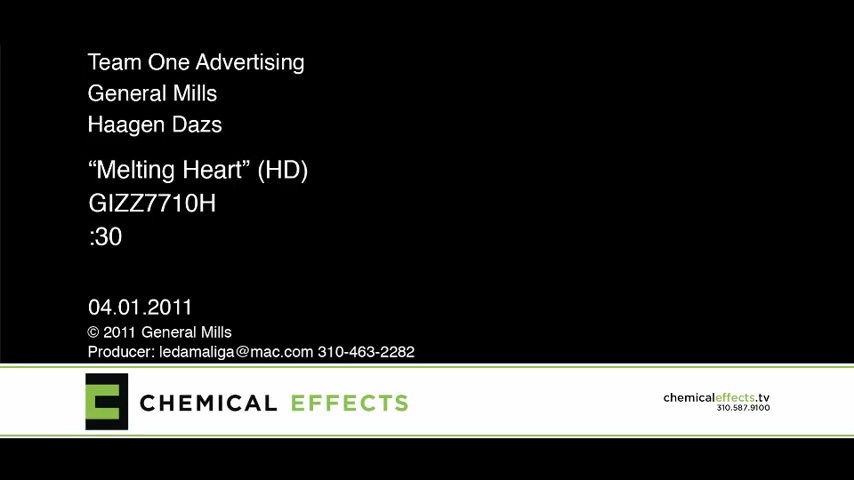 Team One Advertising
General Mills
Haagen Dazs
“Melting Heart” (HD)
GIZZ7710H
:30
04.01.2011
© 2011 General Mills
Producer: ledamaliga@mac.com 310-463-2282
CHEMICAL EFFECTS
chemicaleffects.tv
310.587.9100